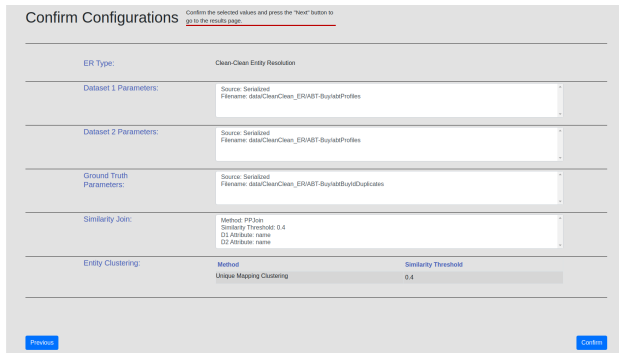 Confirm Configurations
Confirm the selected values and press the "Next" button to
go to the results page.
ER Type:
Clean-Clean Entity Resolution
Dataset 1 Parameters:
Source: Serialized
Filename: data/CleanClean_ER/ABT-Buy/abtProfiles
Dataset 2 Parameters:
Source: Serialized
Filename: data/CleanClean_ER/ABT-Buy/abtProfiles
Ground Truth
Parameters:
Source: Serialized
Filename: data/CleanClean_ER/ABT-Buy/abtBuyIdDuplicates
Similarity Join:
Method: PPJoin
Similarity Threshold: 0.4
D1 Attribute: name
D2 Attribute: name
Entity Clustering:
Method Similarity Threshold
Unique Mapping Clustering 0.4
Previous Confirm